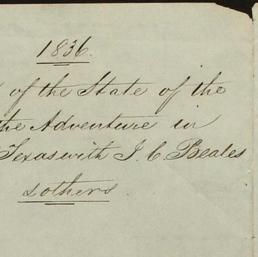 1836.
of the State of the
the Adventure in
Texas with J. C. Beales
& others.